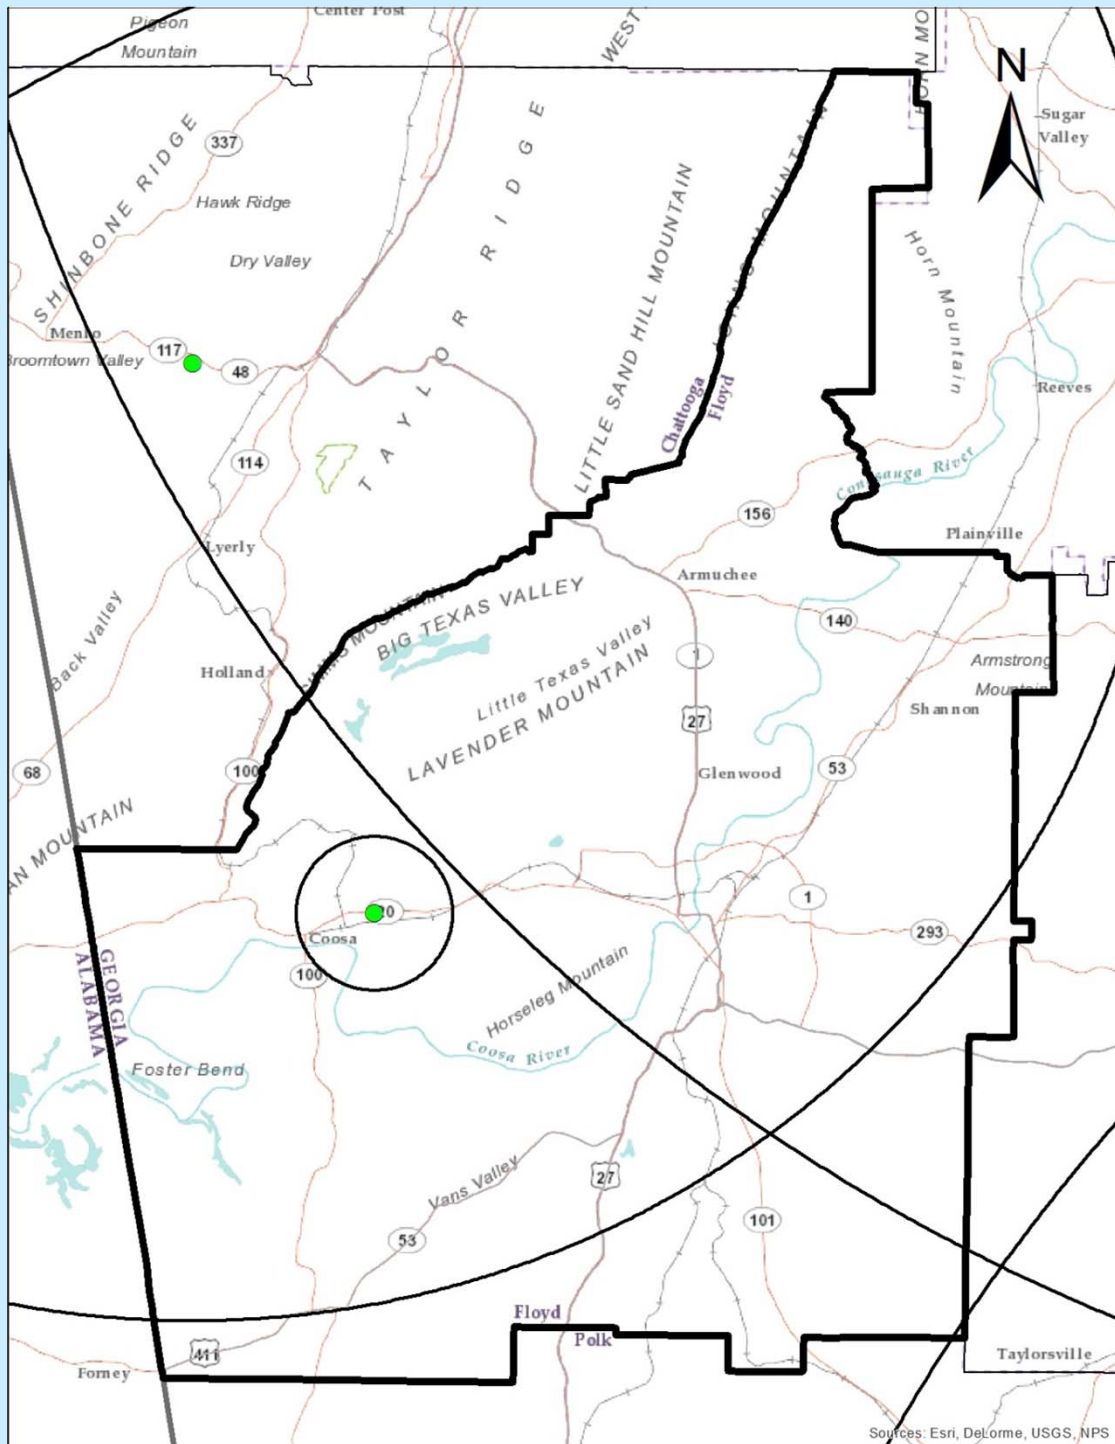 Center Post
Pigeon
Mountain
WEST
N
Sugar
Valley
337
SHINBONE RIDGE
Hawk Ridge
Dry Valley
TAYLOR RIDGE
LITTLE SAND HILL MOUNTAIN
Horn Mountain
Menlo
117
48
Broomtown Valley
Chattooga
Floyd
Reeves
114
Conasauga River
156
Plainville
Lyerly
Armuchee
BIG TEXAS VALLEY
140
Back Valley
Little Texas Valley
LAVENDER MOUNTAIN
1
Armstrong
Mountain
Holland
Shannon
27
68
100
Glenwood
53
AN MOUNTAIN
20
1
Coosa
293
100
Horseleg Mountain
GEORGIA
ALABAMA
Coosa River
Foster Bend
Vans Valley
27
53
101
Floyd
Polk
411
Forney
Taylorsville
Sources: Esri, DeLorme, USGS, NPS